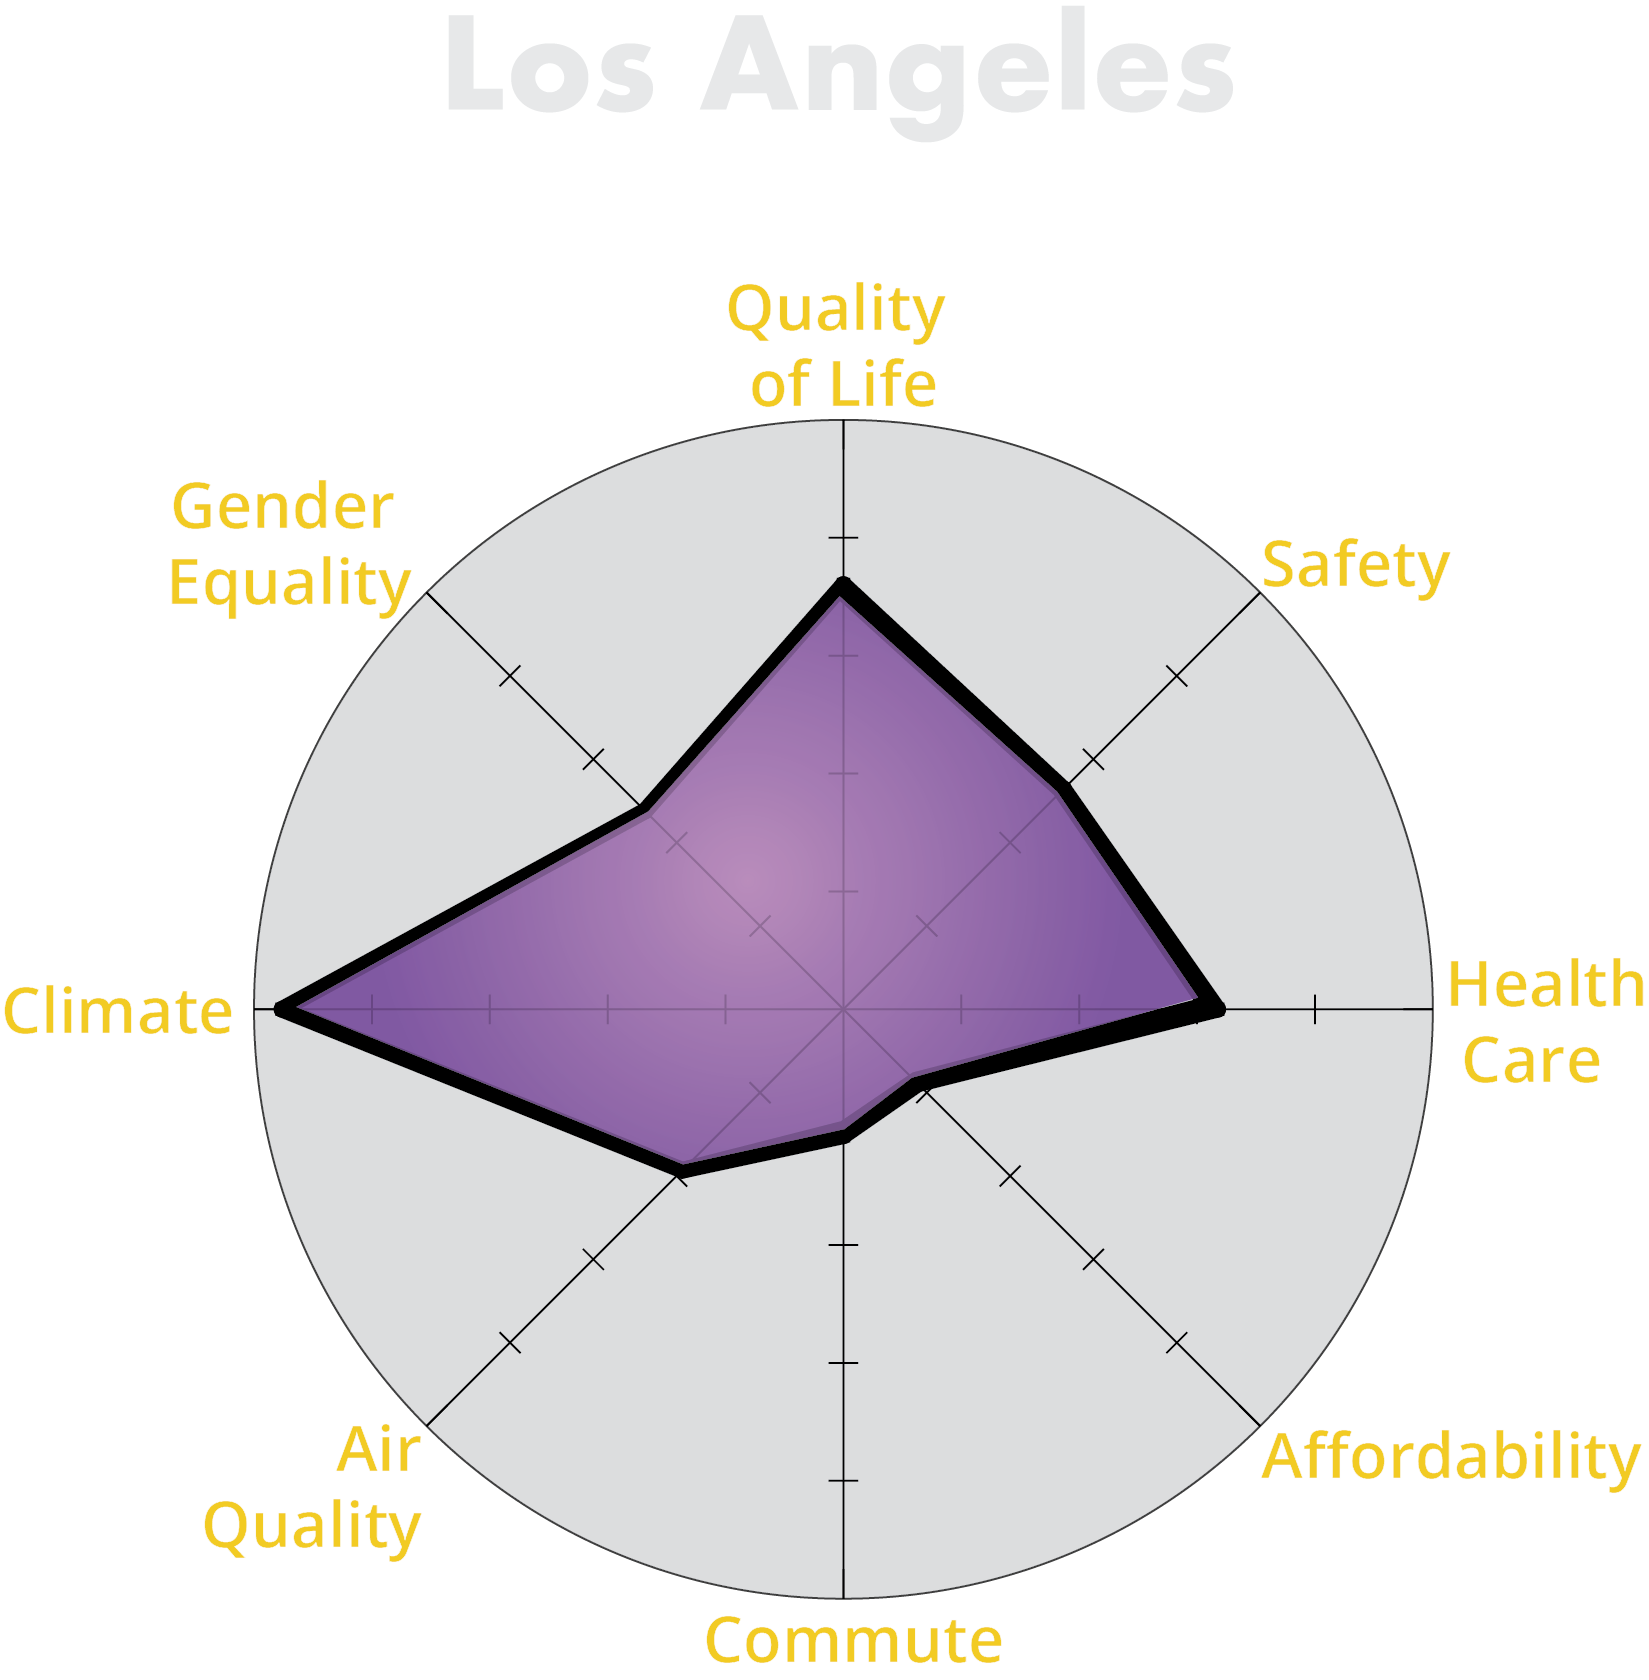 Los Angeles
Quality
of Life
Gender
Equality
Safety
Climate
Health
Care
Air
Quality
Affordability
Commute